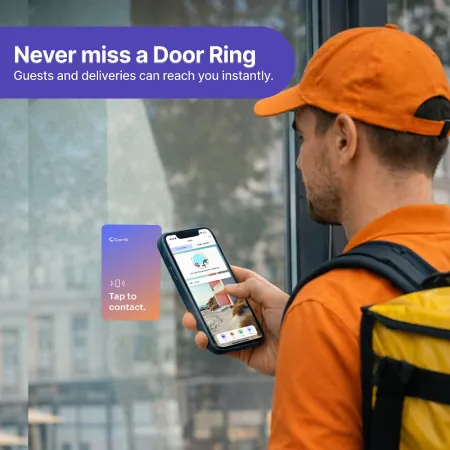 Never miss a Door Ring
Guests and deliveries can reach you instantly.
Tap to
contact.